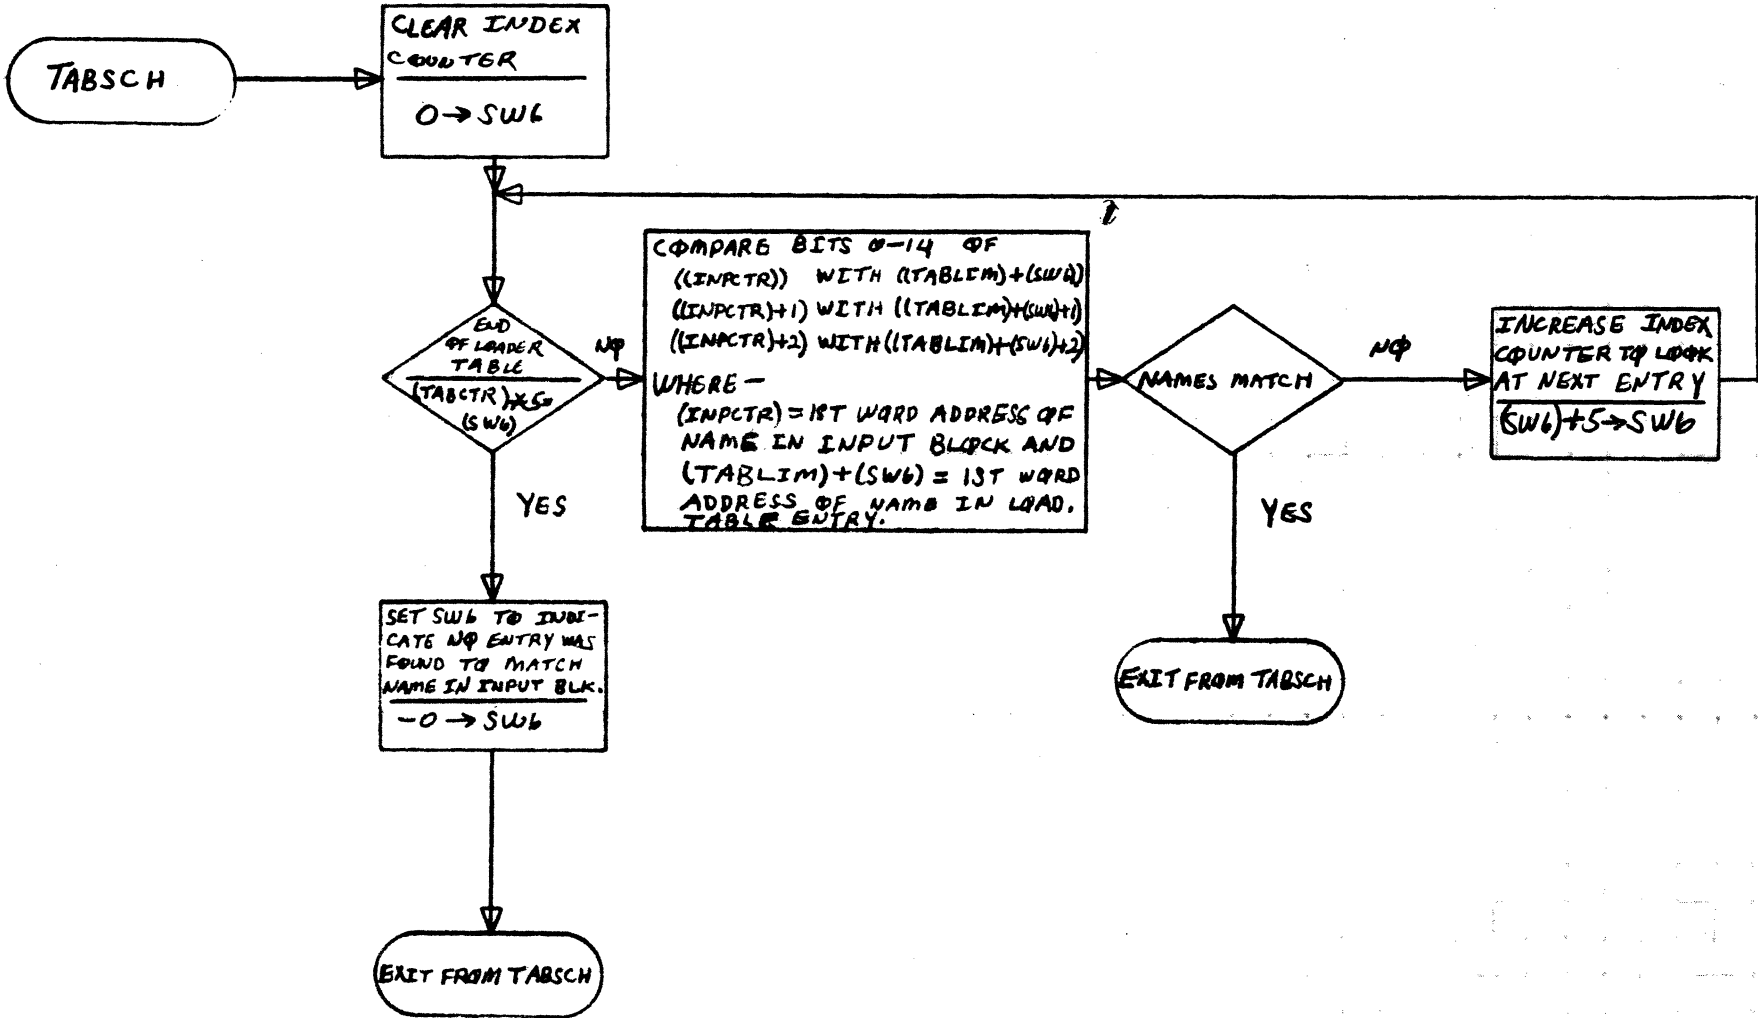 TABSCH
CLEAR INDEX
COUNTER
0→SW6
END
OF LOADER
TABLE
(TABCTR)*5=
(SW6)
NO
YES
COMPARE BITS 0-14 OF
((INPCTR)) WITH ((TABLIM)+(SW6))
((INPCTR)+1) WITH ((TABLIM)+(SW6)+1)
((INPCTR)+2) WITH ((TABLIM)+(SW6)+2)
WHERE-
(INPCTR)=1ST WORD ADDRESS OF
NAME IN INPUT BLOCK AND
(TABLIM)+(SW6)=1ST WORD
ADDRESS OF NAME IN LOAD.
TABLE ENTRY.
NAMES MATCH
NO
YES
INCREASE INDEX
COUNTER TO LOOK
AT NEXT ENTRY
(SW6)+5→SW6
SET SW6 TO INDI-
CATE NO ENTRY WAS
FOUND TO MATCH
NAME IN INPUT BLK.
-0→SW6
EXIT FROM TABSCH
EXIT FROM TABSCH